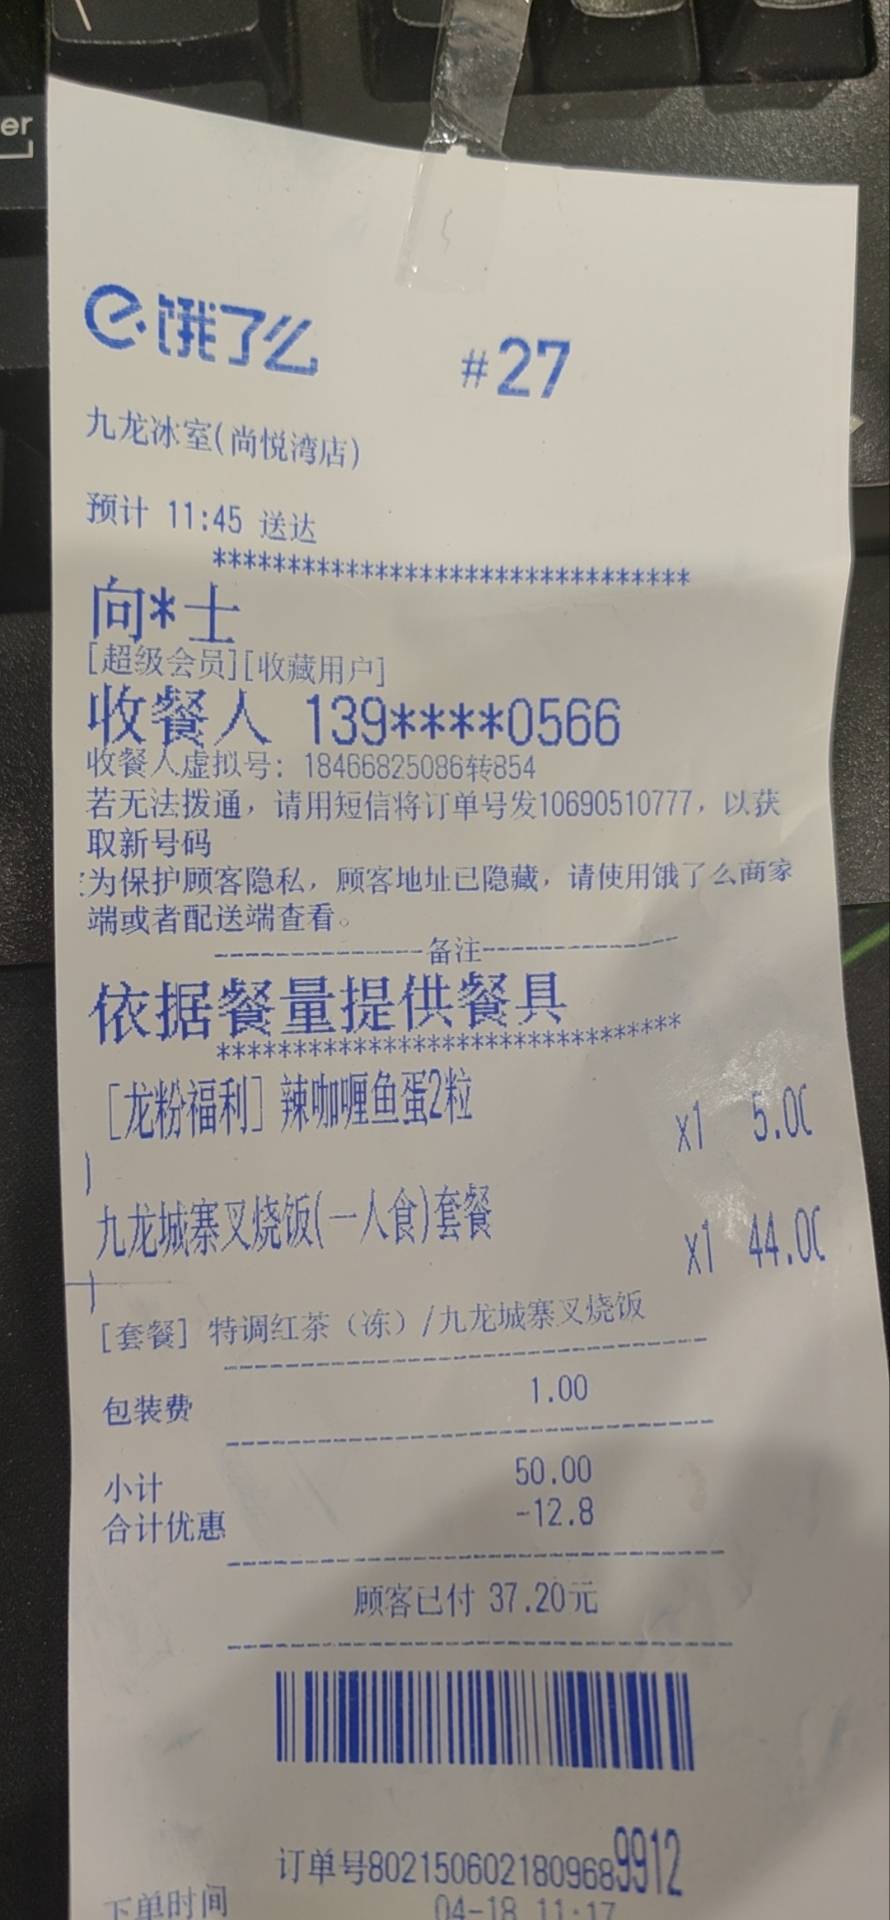 er
饿了么 #27
九龙冰室(尚悦湾店)
预计 11:45 送达
********************************
向*士
[超级会员][收藏用户]
收餐人 139****0566
收餐人虚拟号: 18466825086转854
若无法拨通，请用短信将订单号发10690510777，以获
取新号码
为保护顾客隐私，顾客地址已隐藏，请使用饿了么商家
端或者配送端查看。
--------------备注--------------
依据餐量提供餐具
********************************
[龙粉福利] 辣咖喱鱼蛋2粒
x1 5.00
九龙城寨叉烧饭(一人食)套餐
x1 44.00
[套餐] 特调红茶（冻）/九龙城寨叉烧饭
包装费 1.00
小计 50.00
合计优惠 -12.8
顾客已付 37.20元
订单号8021506021809689912
下单时间 04-18 11:17